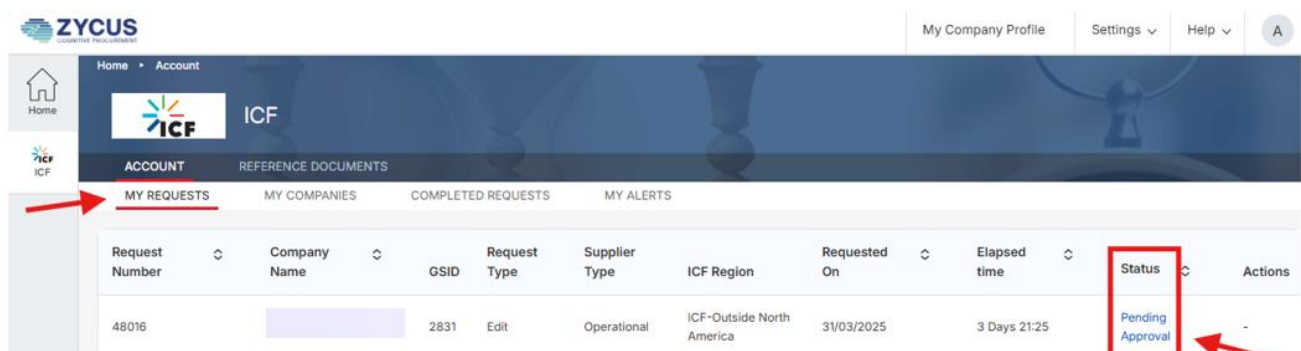 ZYCUS
COGNITIVE PROCUREMENT
My Company Profile
Settings
Help
A
Home
ICF
Home ‣ Account
ICF
ICF
ACCOUNT
REFERENCE DOCUMENTS
MY REQUESTS
MY COMPANIES
COMPLETED REQUESTS
MY ALERTS
Request Number
Company Name
GSID
Request Type
Supplier Type
ICF Region
Requested On
Elapsed time
Status
Actions
48016
2831
Edit
Operational
ICF-Outside North America
31/03/2025
3 Days 21:25
Pending Approval
-